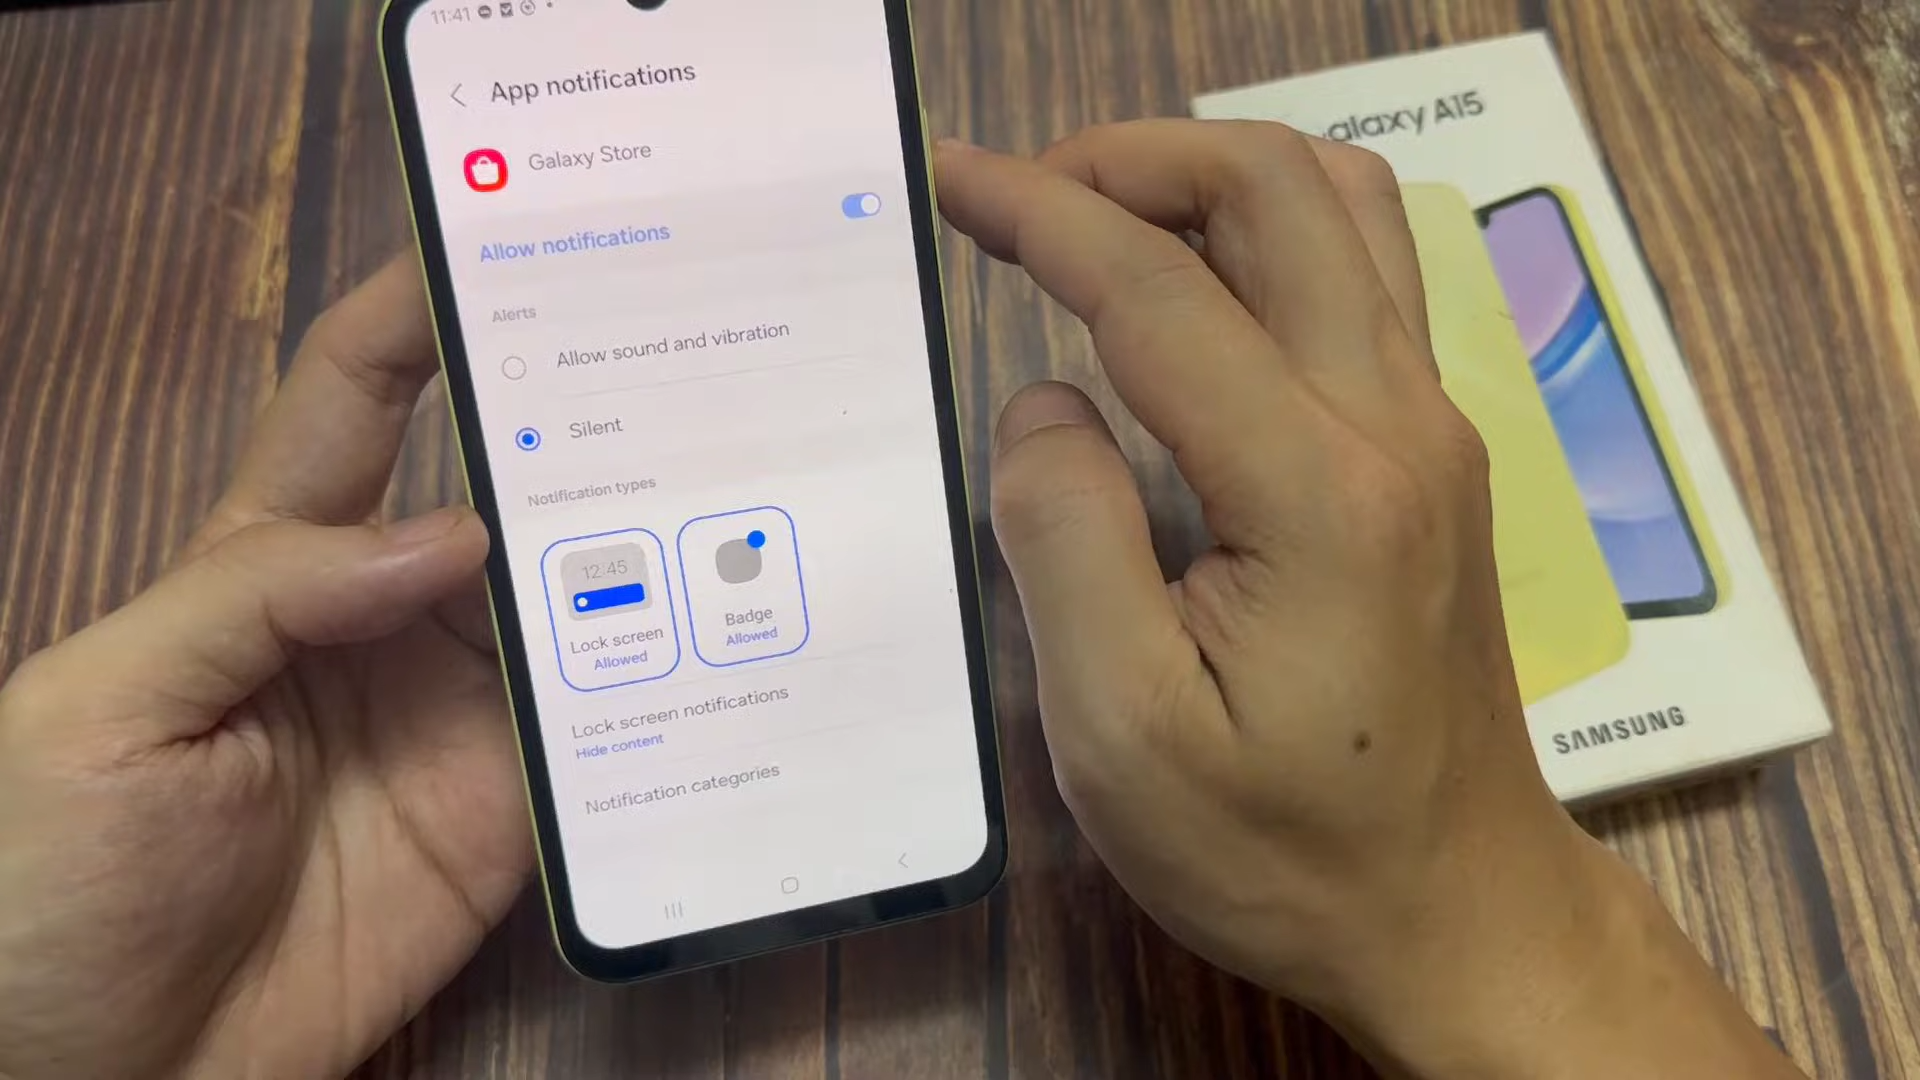 11:41
App notifications
Galaxy Store
Allow notifications
Alerts
Allow sound and vibration
Silent
Notification types
12:45
Lock screen
Allowed
Badge
Allowed
Lock screen notifications
Hide content
Notification categories
alaxy A15
SAMSUNG